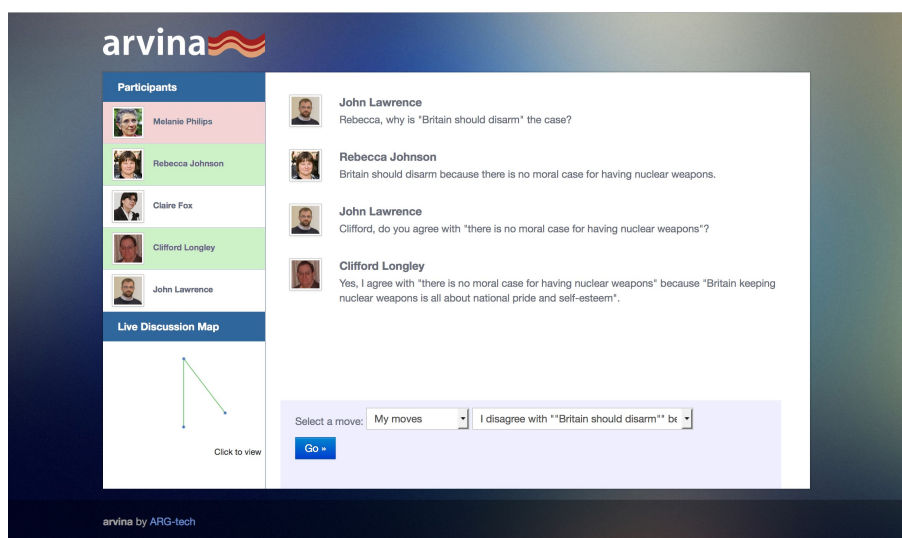 arvina
Participants
Melanie Philips
Rebecca Johnson
Claire Fox
Clifford Longley
John Lawrence
Live Discussion Map
Click to view
John Lawrence
Rebecca, why is "Britain should disarm" the case?
Rebecca Johnson
Britain should disarm because there is no moral case for having nuclear weapons.
John Lawrence
Clifford, do you agree with "there is no moral case for having nuclear weapons"?
Clifford Longley
Yes, I agree with "there is no moral case for having nuclear weapons" because "Britain keeping
nuclear weapons is all about national pride and self-esteem".
Select a move: My moves I disagree with ""Britain should disarm"" be
Go »
arvina by ARG-tech